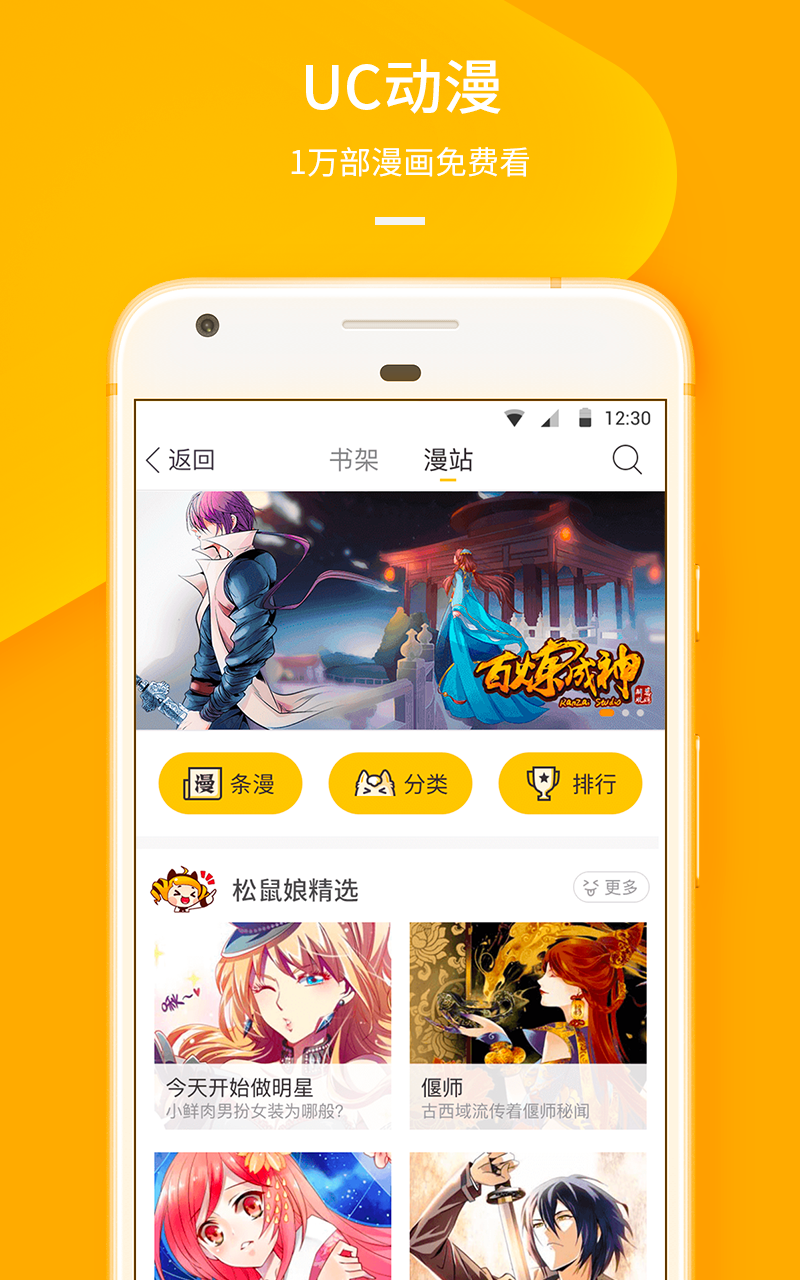 UC动漫
1万部漫画免费看
12:30
返回 书架 漫站
百炼成神
RanZai Studio
漫 条漫 分类 排行
松鼠娘精选 更多
今天开始做明星 偃师
小鲜肉男扮女装为哪般? 古西域流传着偃师秘闻